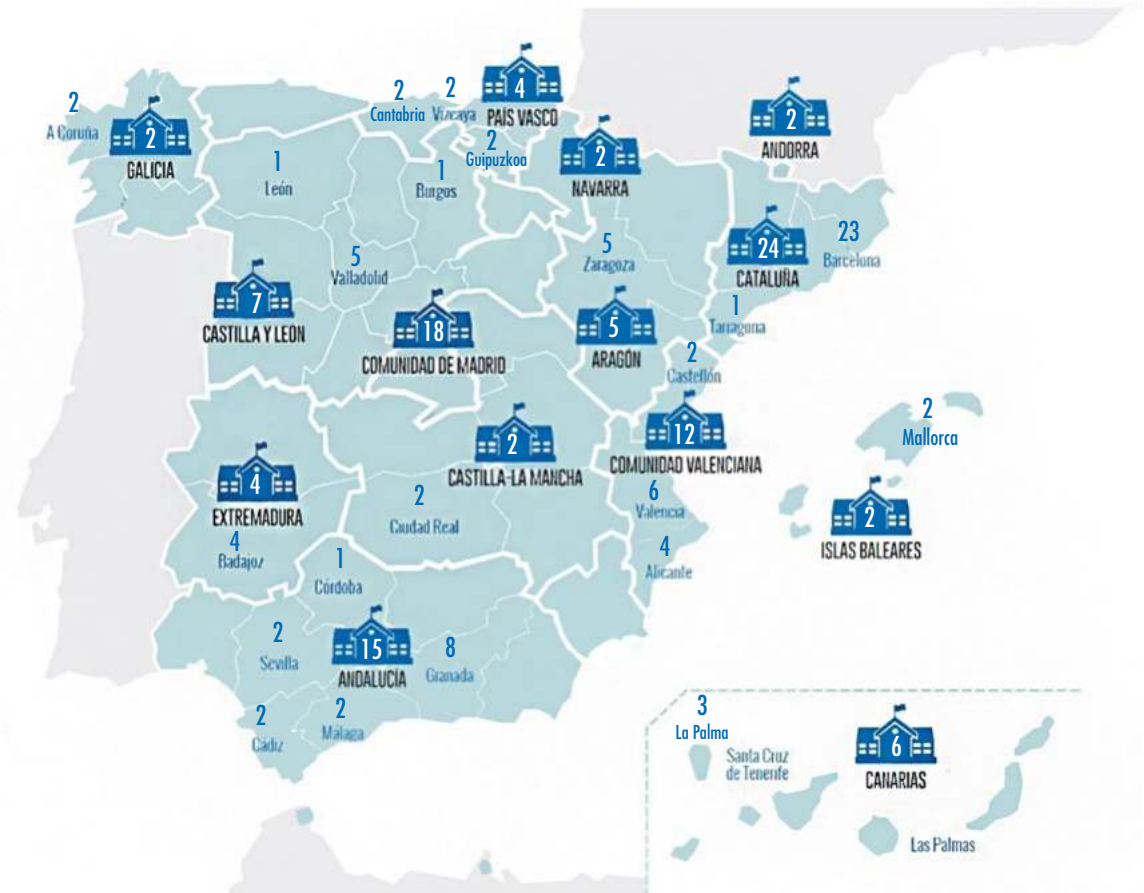 2
A Coruña
2
GALICIA
2
Cantabria
2
Vizcaya
4
PAÍS VASCO
2
Guipuzkoa
2
NAVARRA
2
ANDORRA
1
León
1
Burgos
5
Valladolid
7
CASTILLA Y LEÓN
18
COMUNIDAD DE MADRID
5
Zaragoza
5
ARAGÓN
24
CATALUÑA
23
Barcelona
1
Tarragona
2
Castellón
12
COMUNIDAD VALENCIANA
2
CASTILLA-LA MANCHA
2
Mallorca
2
ISLAS BALEARES
4
EXTREMADURA
4
Badajoz
2
Ciudad Real
6
Valencia
4
Alicante
1
Córdoba
2
Sevilla
15
ANDALUCÍA
8
Granada
2
Cádiz
2
Málaga
3
La Palma
Santa Cruz
de Tenerife
6
CANARIAS
Las Palmas